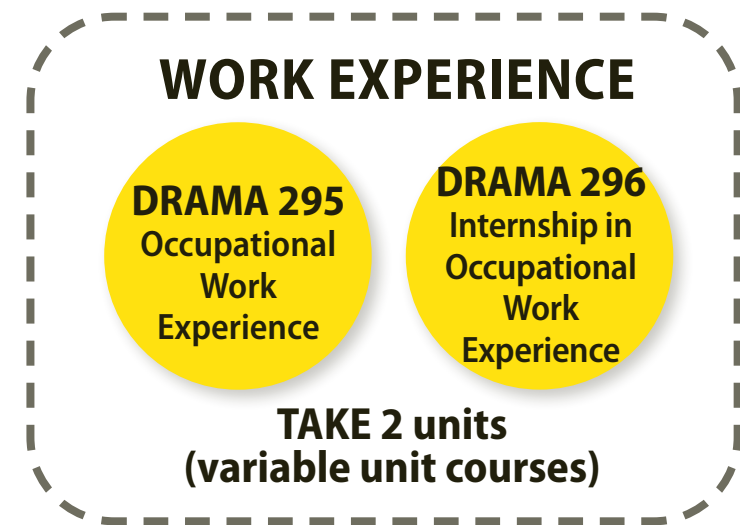 WORK EXPERIENCE
DRAMA 295
Occupational
Work
Experience
DRAMA 296
Internship in
Occupational
Work
Experience
TAKE 2 units
(variable unit courses)